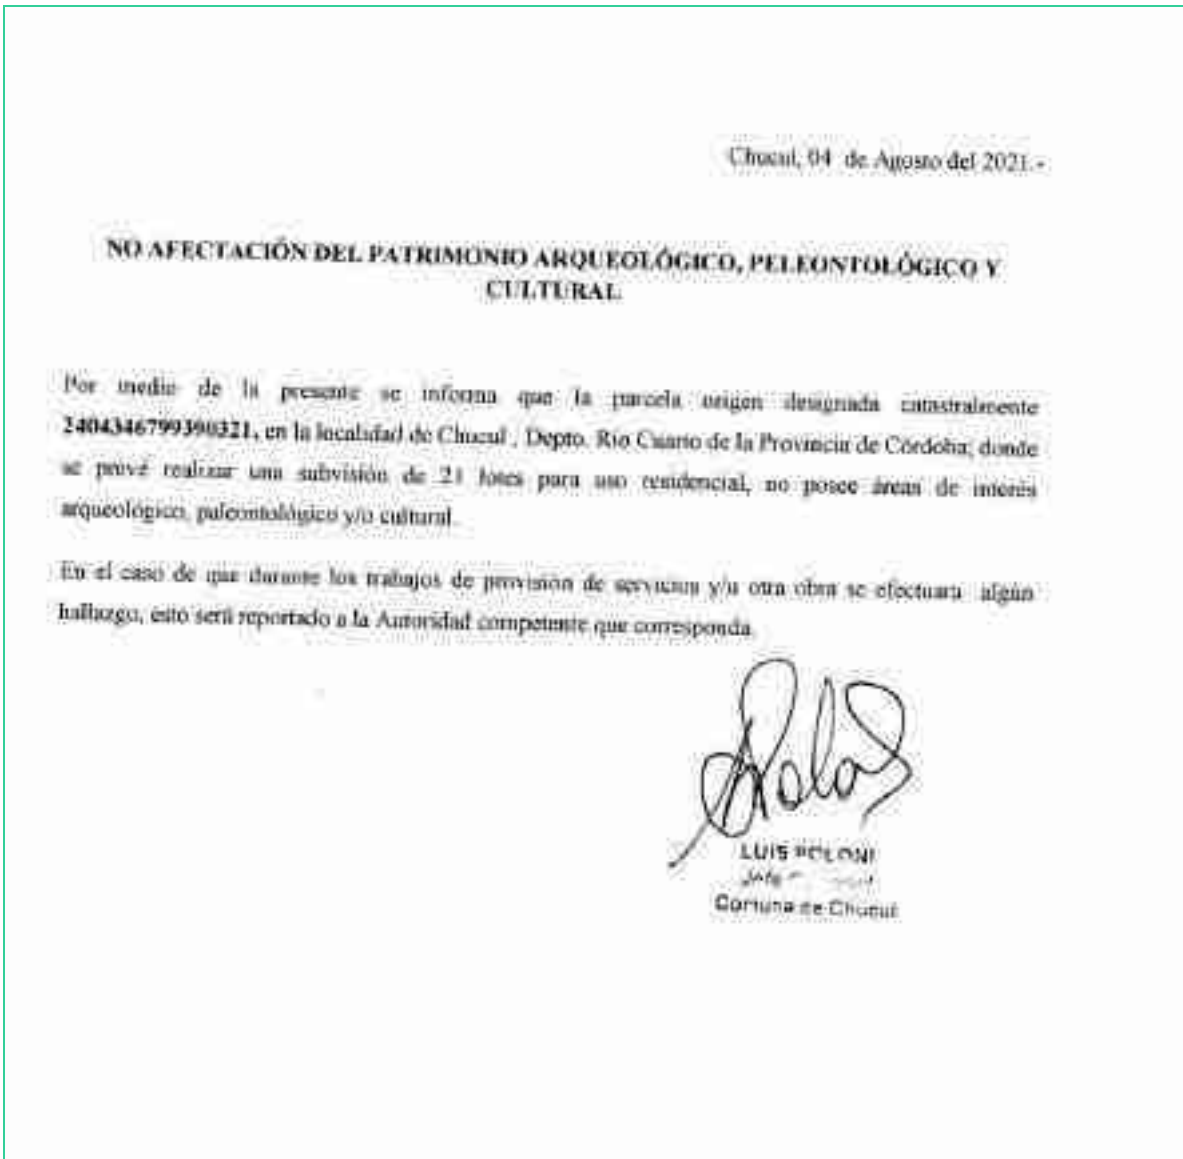 Chucul, 04 de Agosto del 2021.-
NO AFECTACIÓN DEL PATRIMONIO ARQUEOLÓGICO, PELEONTOLÓGICO Y
CULTURAL
Por medio de la presente se informa que la parcela origen designada catastralmente
2404346799390321, en la localidad de Chucul , Depto. Río Cuarto de la Provincia de Córdoba; donde
se prevé realizar una subvisión de 21 lotes para uso residencial, no posee áreas de interés
arqueológico, paleontológico y/o cultural.
En el caso de que durante los trabajos de provisión de servicios y/u otra obra se efectuara algún
hallazgo, esto será reportado a la Autoridad competente que corresponda.
LUIS POLONI
Comuna de Chucul